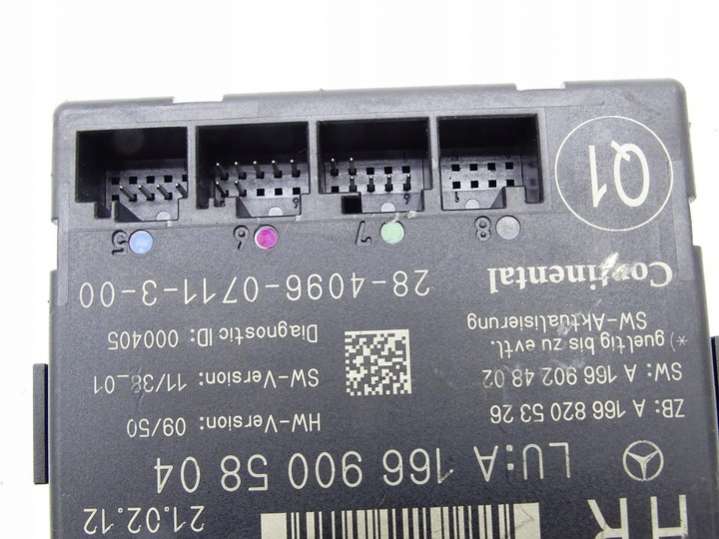 HR
21.02.12
LU: A 166 900 58 04
ZB: A 166 820 53 26
HW-Version: 09/50
SW: A 166 902 48 02
SW-Version: 11/38_01
*)gueltig bis zu evtl.
SW-Aktualisierung
Diagnostic ID: 000405
Continental
28-4096-0711-3-00
8
7
6
5
Q1